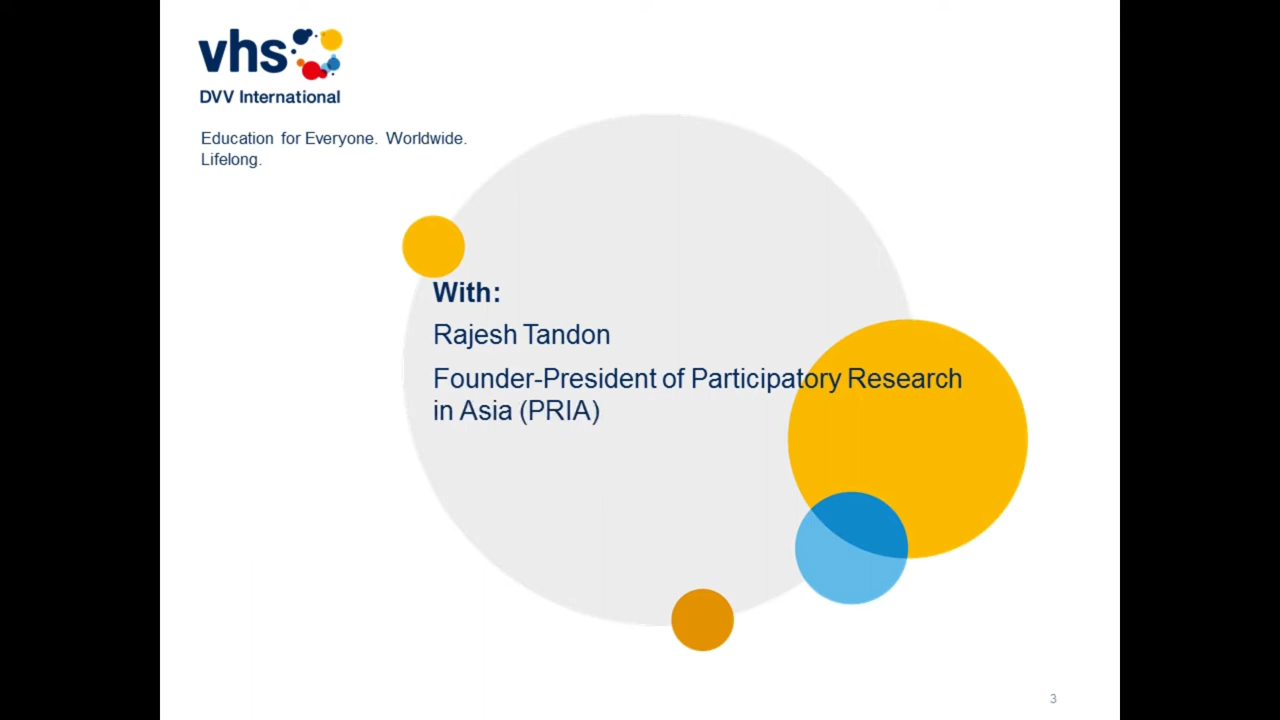 vhs
DVV International
Education for Everyone. Worldwide.
Lifelong.
With:
Rajesh Tandon
Founder-President of Participatory Research
in Asia (PRIA)
3